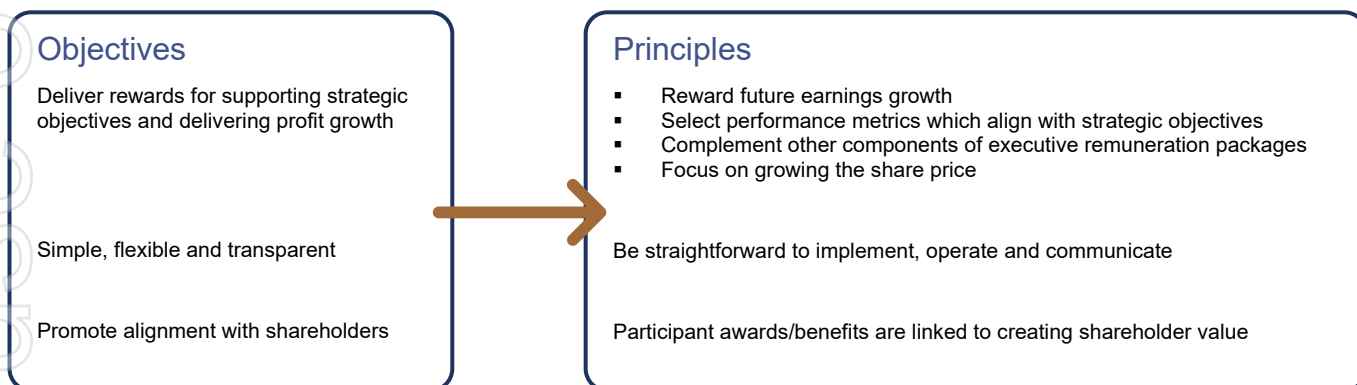 Objectives
Deliver rewards for supporting strategic
objectives and delivering profit growth
Simple, flexible and transparent
Promote alignment with shareholders
Principles
▪ Reward future earnings growth
▪ Select performance metrics which align with strategic objectives
▪ Complement other components of executive remuneration packages
▪ Focus on growing the share price
Be straightforward to implement, operate and communicate
Participant awards/benefits are linked to creating shareholder value